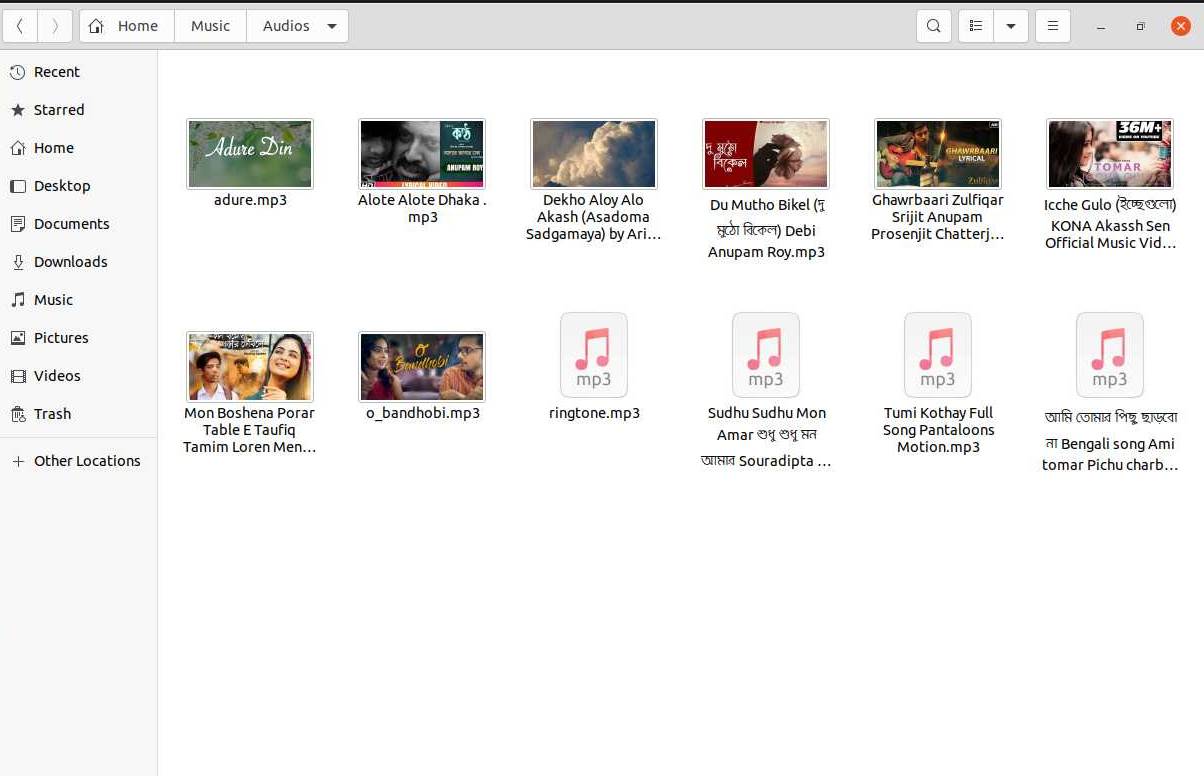 Home Music Audios
Recent
Starred
Home
Desktop
Documents
Downloads
Music
Pictures
Videos
Trash
Other Locations
Adure Din
adure.mp3
কণ্ঠ
ANUPAM ROY
LYRICAL VIDEO
Alote Alote Dhaka .
mp3
Dekho Aloy Alo
Akash (Asadoma
Sadgamaya) by Ari...
দু মুঠো
বিকেল
Du Mutho Bikel (দু
মুঠো বিকেল) Debi
Anupam Roy.mp3
GHAWRBAARI
LYRICAL
Zulfiqar
Ghawrbaari Zulfiqar
Srijit Anupam
Prosenjit Chatterj...
36M+
VIEWS ON YOUTUBE
TOMAR
Icche Gulo (ইচ্ছেগুলো)
KONA Akassh Sen
Official Music Vid...
Mon Boshena Porar
Table E Taufiq
Tamim Loren Men...
O
Bandhobi
o_bandhobi.mp3
mp3
ringtone.mp3
mp3
Sudhu Sudhu Mon
Amar শুধু শুধু মন
আমার Souradipta ...
mp3
Tumi Kothay Full
Song Pantaloons
Motion.mp3
mp3
আমি তোমার পিছু ছাড়বো
না Bengali song Ami
tomar Pichu charb...